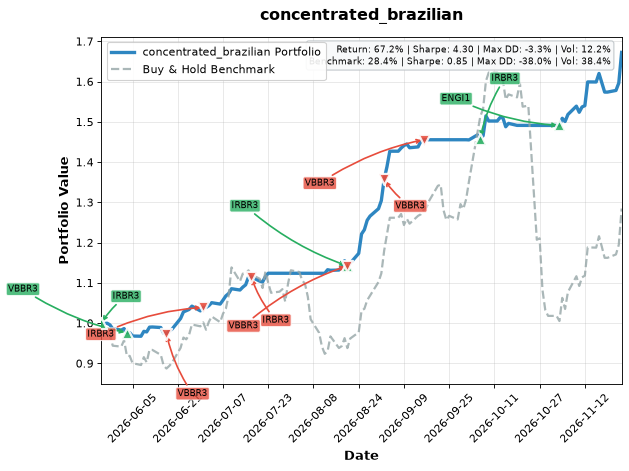 concentrated_brazilian
concentrated_brazilian Portfolio
Buy & Hold Benchmark
Return: 67.2% | Sharpe: 4.30 | Max DD: -3.3% | Vol: 12.2%
Benchmark: 28.4% | Sharpe: 0.85 | Max DD: -38.0% | Vol: 38.4%
Portfolio Value
1.7
1.6
1.5
1.4
1.3
1.2
1.1
1.0
0.9
IRBR3
ENGI1
VBBR3
VBBR3
IRBR3
VBBR3
IRBR3
IRBR3
VBBR3
IRBR3
VBBR3
2026-06-05
2026-07-07
2026-07-23
2026-08-08
2026-08-24
2026-09-09
2026-09-25
2026-10-11
2026-10-27
2026-11-12
Date